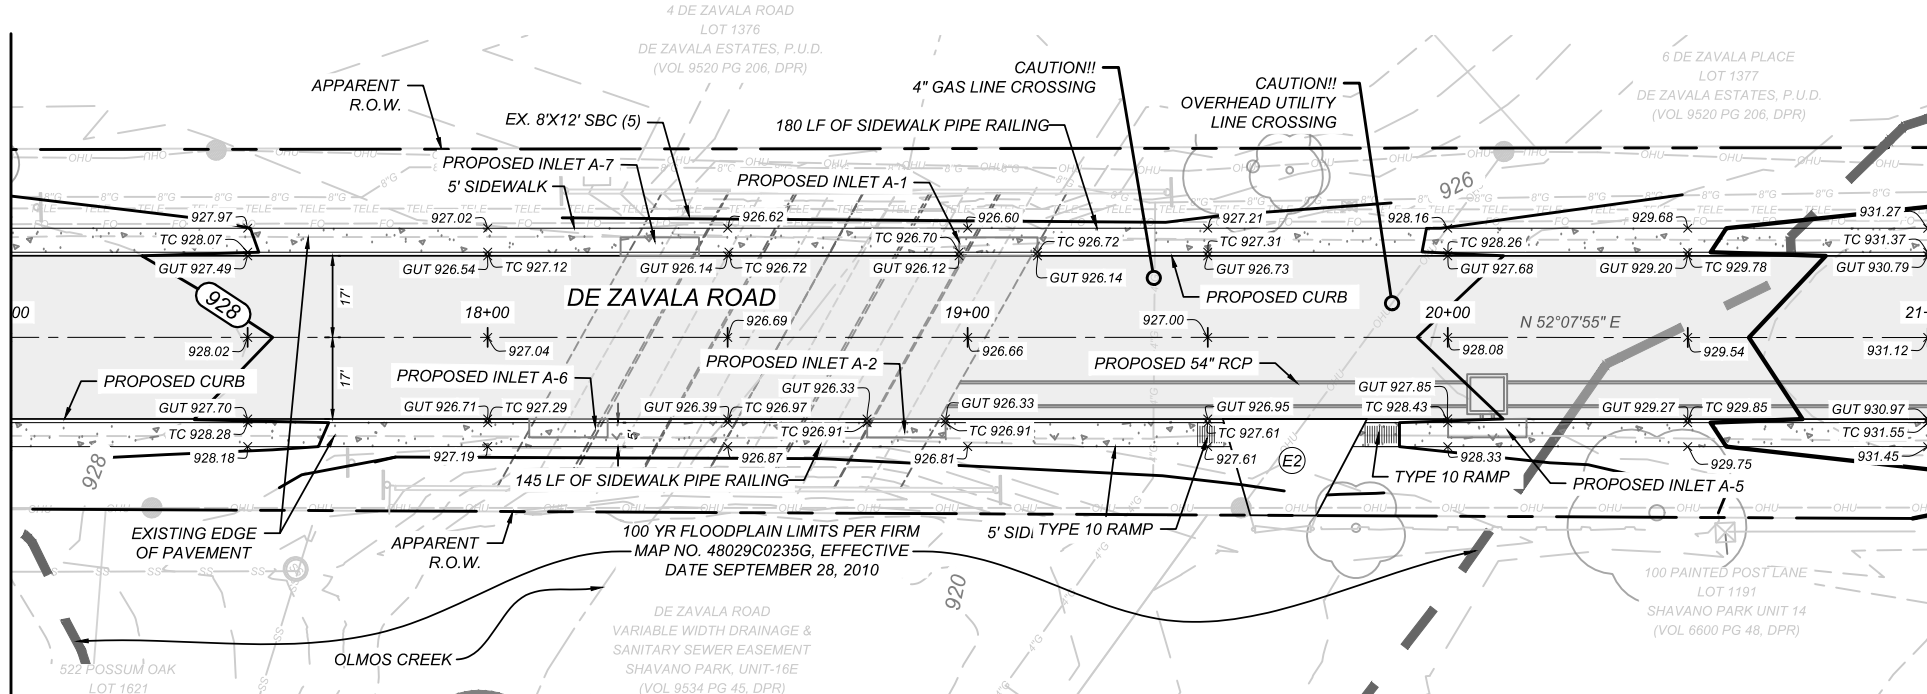 4 DE ZAVALA ROAD
LOT 1376
DE ZAVALA ESTATES, P.U.D.
(VOL 9520 PG 206, DPR)
6 DE ZAVALA PLACE
LOT 1377
DE ZAVALA ESTATES, P.U.D.
(VOL 9520 PG 206, DPR)
APPARENT
R.O.W.
EX. 8'X12' SBC (5)
CAUTION!!
4" GAS LINE CROSSING
CAUTION!!
OVERHEAD UTILITY
LINE CROSSING
180 LF OF SIDEWALK PIPE RAILING
PROPOSED INLET A-7
5' SIDEWALK
PROPOSED INLET A-1
926
OHU
8"G
TELE
FO
927.97
927.02
926.62
926.60
927.21
928.16
929.68
931.27
TC 928.07
TC 926.70
TC 926.72
TC 927.31
TC 928.26
TC 931.37
GUT 927.49
GUT 926.54
TC 927.12
GUT 926.14
TC 926.72
GUT 926.12
GUT 926.14
GUT 926.73
GUT 927.68
GUT 929.20
TC 929.78
GUT 930.79
928
17'
DE ZAVALA ROAD
PROPOSED CURB
00
18+00
19+00
20+00
21+
926.69
927.00
N 52°07'55" E
928.02
927.04
926.66
928.08
929.54
931.12
PROPOSED CURB
17'
PROPOSED INLET A-6
PROPOSED INLET A-2
PROPOSED 54" RCP
GUT 926.33
GUT 927.85
GUT 927.70
GUT 926.71
TC 927.29
GUT 926.39
TC 926.97
GUT 926.33
GUT 926.95
TC 928.43
GUT 929.27
TC 929.85
GUT 930.97
TC 928.28
5'
TC 926.91
TC 926.91
TC 927.61
TC 931.55
928.18
927.19
926.87
926.81
927.61
E2
928.33
929.75
931.45
928
145 LF OF SIDEWALK PIPE RAILING
TYPE 10 RAMP
PROPOSED INLET A-5
EXISTING EDGE
OF PAVEMENT
APPARENT
R.O.W.
100 YR FLOODPLAIN LIMITS PER FIRM
MAP NO. 48029C0235G, EFFECTIVE
DATE SEPTEMBER 28, 2010
5' SID
TYPE 10 RAMP
SS
4"G
920
100 PAINTED POST LANE
LOT 1191
SHAVANO PARK UNIT 14
(VOL 6600 PG 48, DPR)
DE ZAVALA ROAD
VARIABLE WIDTH DRAINAGE &
SANITARY SEWER EASEMENT
SHAVANO PARK, UNIT-16E
(VOL 9534 PG 45, DPR)
OLMOS CREEK
522 POSSUM OAK
LOT 1621